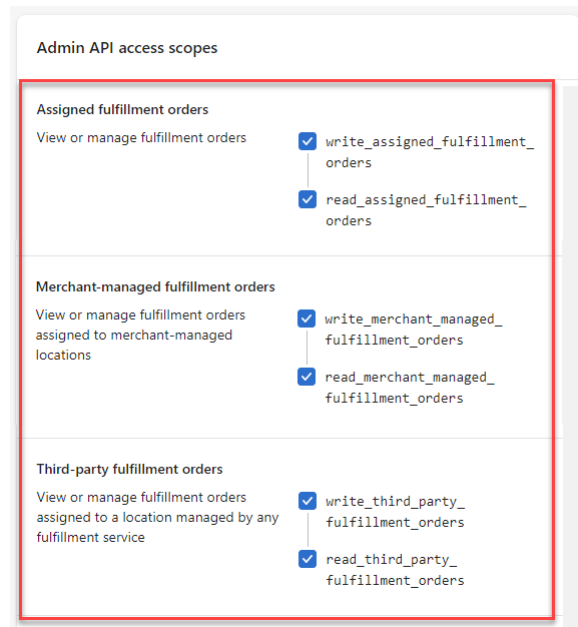 Admin API access scopes
Assigned fulfillment orders
View or manage fulfillment orders
write_assigned_fulfillment_
orders
read_assigned_fulfillment_
orders
Merchant-managed fulfillment orders
View or manage fulfillment orders
assigned to merchant-managed
locations
write_merchant_managed_
fulfillment_orders
read_merchant_managed_
fulfillment_orders
Third-party fulfillment orders
View or manage fulfillment orders
assigned to a location managed by any
fulfillment service
write_third_party_
fulfillment_orders
read_third_party_
fulfillment_orders